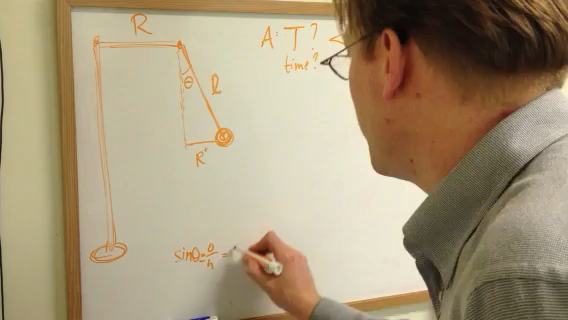 R
A: T?
time?
θ
l
R'
sinθ = o/h =